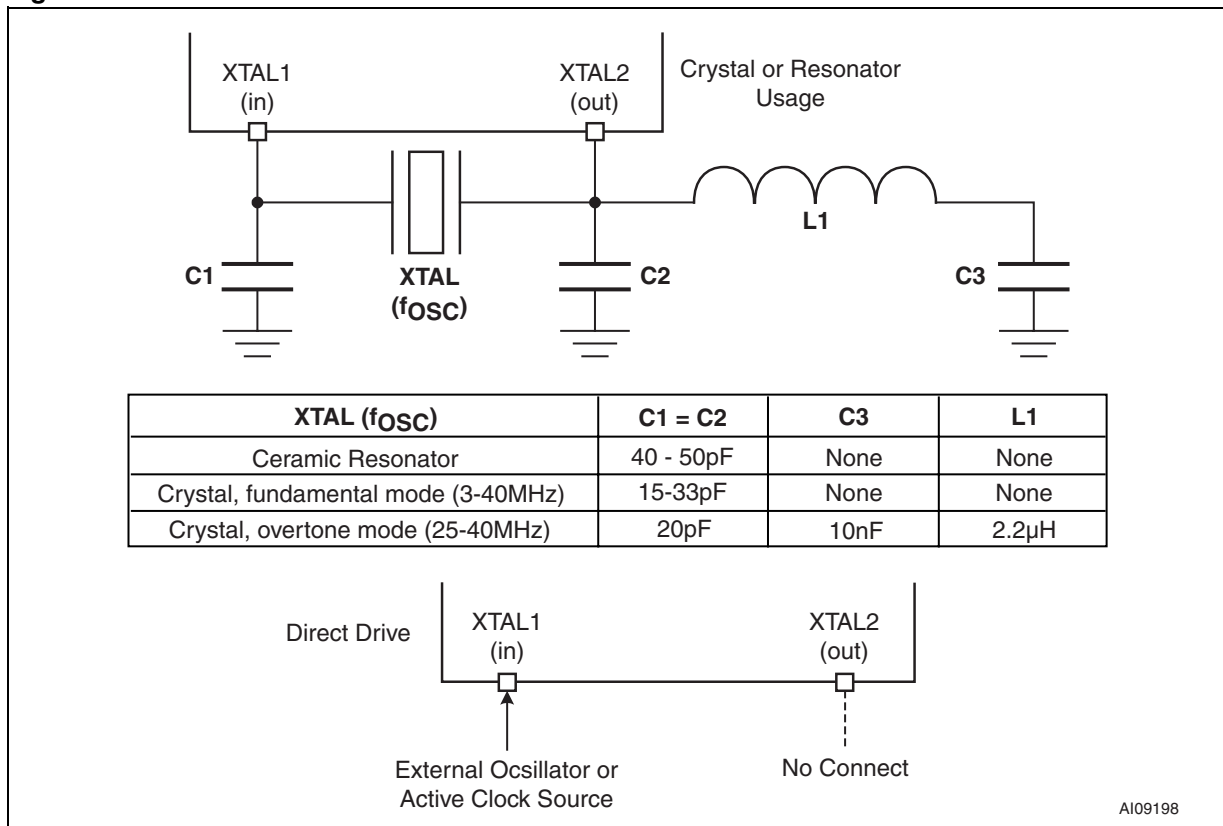 XTAL1
(in)
XTAL2
(out)
Crystal or Resonator
Usage
L1
C1
XTAL
(fOSC)
C2
C3
XTAL (fOSC) C1 = C2 C3 L1
Ceramic Resonator 40 - 50pF None None
Crystal, fundamental mode (3-40MHz) 15-33pF None None
Crystal, overtone mode (25-40MHz) 20pF 10nF 2.2µH
Direct Drive
XTAL1
(in)
XTAL2
(out)
External Ocsillator or
Active Clock Source
No Connect
AI09198